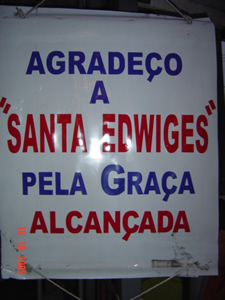 AGRADEÇO
A
"SANTA EDWIGES"
PELA GRAÇA
ALCANÇADA